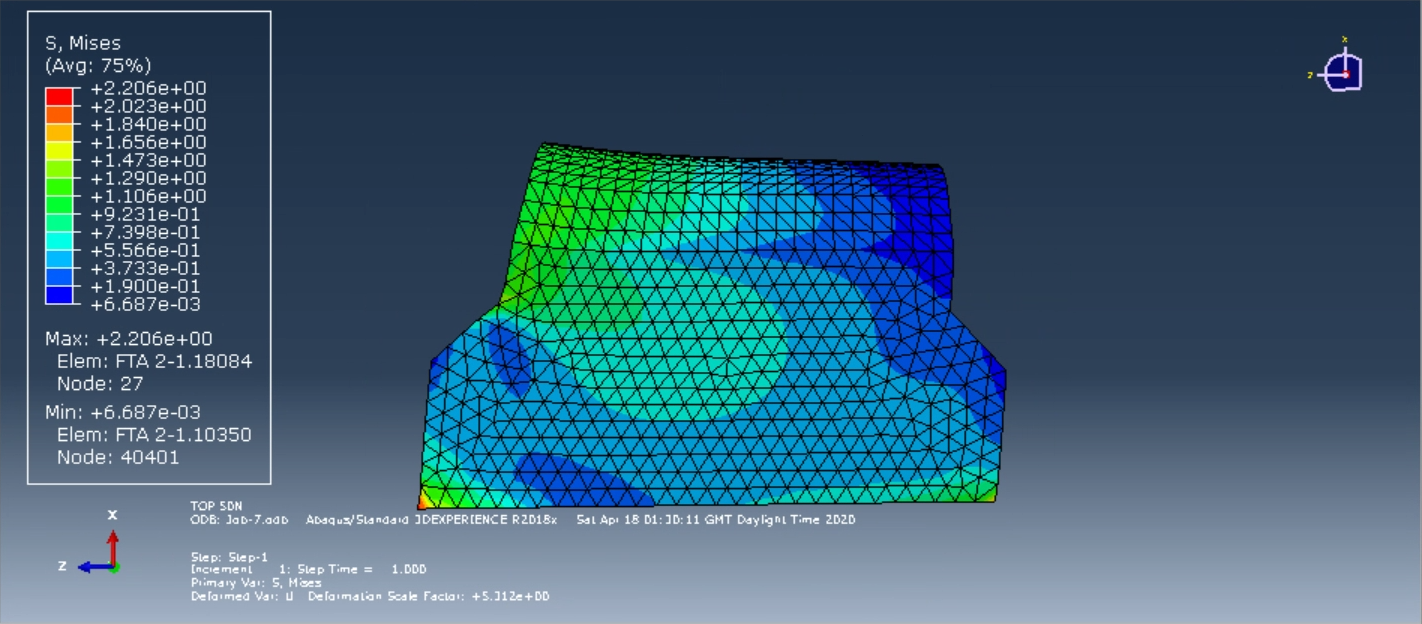 S, Mises
(Avg: 75%)
+2.206e+00
+2.023e+00
+1.840e+00
+1.656e+00
+1.473e+00
+1.290e+00
+1.106e+00
+9.231e-01
+7.398e-01
+5.566e-01
+3.733e-01
+1.900e-01
+6.687e-03
Max: +2.206e+00
Elem: FTA 2-1.18084
Node: 27
Min: +6.687e-03
Elem: FTA 2-1.10350
Node: 40401
X
Z
X
Z
TOP SDN
ODB: Job-7.odb Abaqus/Standard 3DEXPERIENCE R2018x Sat Apr 18 01:30:11 GMT Daylight Time 2020
Step: Step-1
Increment 1: Step Time = 1.000
Primary Var: S, Mises
Deformed Var: U Deformation Scale Factor: +5.312e+00